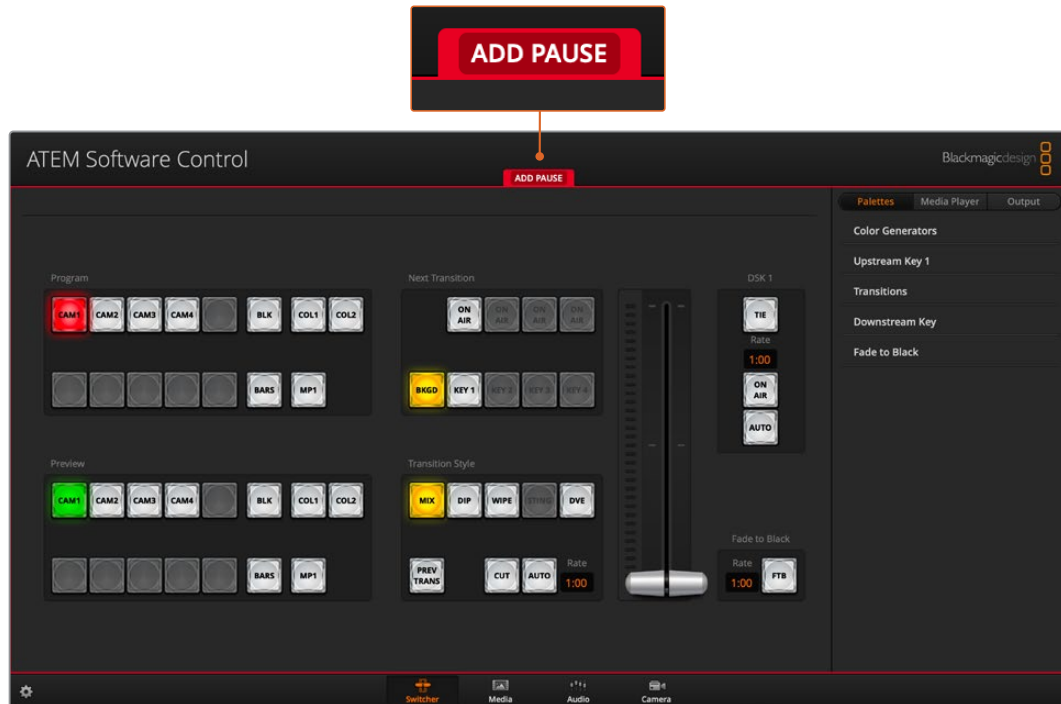 ADD PAUSE
ATEM Software Control
Blackmagicdesign
ADD PAUSE
Palettes Media Player Output
Color Generators
Upstream Key 1
Transitions
Downstream Key
Fade to Black
Program
CAM1 CAM2 CAM3 CAM4 BLK COL1 COL2
BARS MP1
Next Transition
ON AIR ON AIR ON AIR ON AIR
BKGD KEY 1 KEY 2 KEY 3 KEY 4
DSK 1
TIE
Rate
1:00
ON AIR
AUTO
Preview
CAM1 CAM2 CAM3 CAM4 BLK COL1 COL2
BARS MP1
Transition Style
MIX DIP WIPE STING DVE
PREV TRANS CUT AUTO
Rate
1:00
Fade to Black
Rate
1:00
FTB
Switcher Media Audio Camera